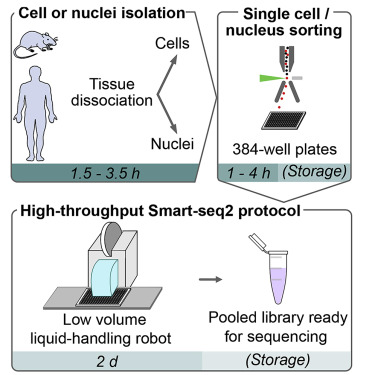 Cell or nuclei isolation
Cells
Tissue
dissociation
Nuclei
1.5 - 3.5 h
Single cell /
nucleus sorting
384-well plates
1 - 4 h (Storage)
High-throughput Smart-seq2 protocol
Low volume
liquid-handling robot
2 d
Pooled library ready
for sequencing
(Storage)